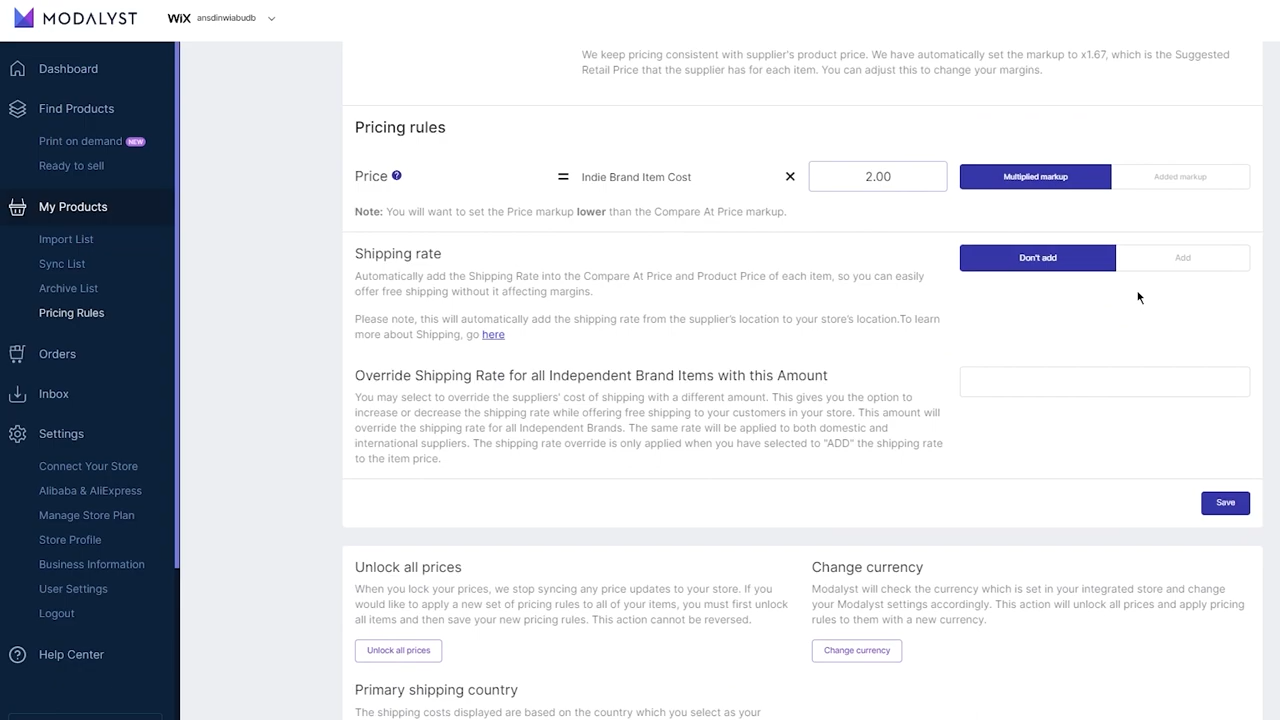 MODALYST
WiX ansdinwiabudb
Dashboard
Find Products
Print on demand NEW
Ready to sell
My Products
Import List
Sync List
Archive List
Pricing Rules
Orders
Inbox
Settings
Connect Your Store
Alibaba & AliExpress
Manage Store Plan
Store Profile
Business Information
User Settings
Logout
Help Center
We keep pricing consistent with supplier's product price. We have automatically set the markup to x1.67, which is the Suggested
Retail Price that the supplier has for each item. You can adjust this to change your margins.
Pricing rules
Price ? = Indie Brand Item Cost × 2.00 Multiplied markup Added markup
Note: You will want to set the Price markup lower than the Compare At Price markup.
Shipping rate Don't add Add
Automatically add the Shipping Rate into the Compare At Price and Product Price of each item, so you can easily
offer free shipping without it affecting margins.
Please note, this will automatically add the shipping rate from the supplier's location to your store's location.To learn
more about Shipping, go here
Override Shipping Rate for all Independent Brand Items with this Amount
You may select to override the suppliers' cost of shipping with a different amount. This gives you the option to
increase or decrease the shipping rate while offering free shipping to your customers in your store. This amount will
override the shipping rate for all Independent Brands. The same rate will be applied to both domestic and
international suppliers. The shipping rate override is only applied when you have selected to "ADD" the shipping rate
to the item price.
Save
Unlock all prices
When you lock your prices, we stop syncing any price updates to your store. If you
would like to apply a new set of pricing rules to all of your items, you must first unlock
all items and then save your new pricing rules. This action cannot be reversed.
Unlock all prices
Change currency
Modalyst will check the currency which is set in your integrated store and change
your Modalyst settings accordingly. This action will unlock all prices and apply pricing
rules to them with a new currency.
Change currency
Primary shipping country
The shipping costs displayed are based on the country which you select as your